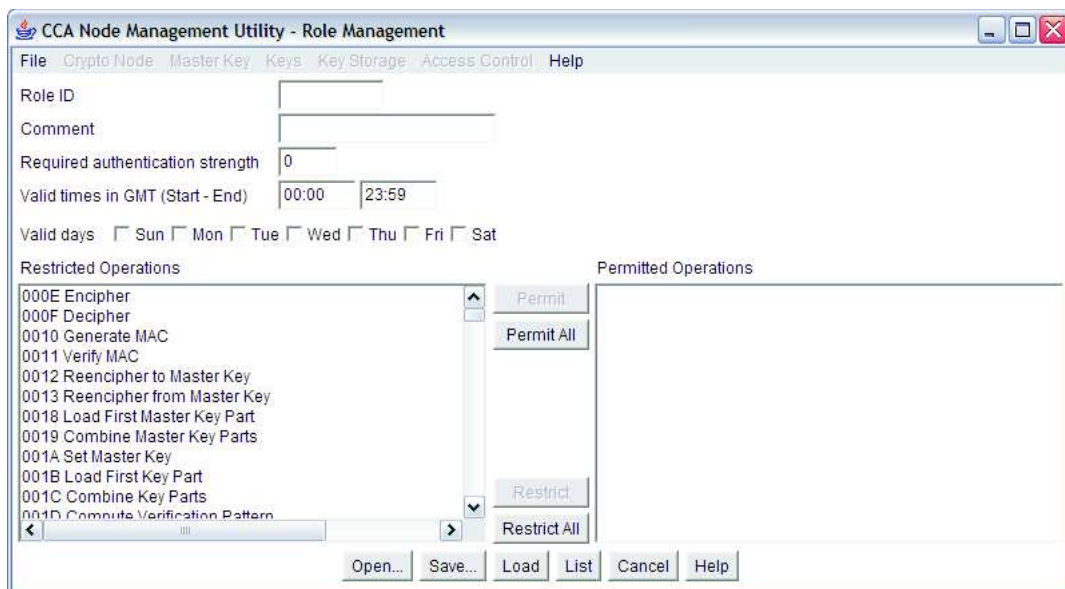 CCA Node Management Utility - Role Management
File Crypto Node Master Key Keys Key Storage Access Control Help
Role ID
Comment
Required authentication strength 0
Valid times in GMT (Start - End) 00:00 23:59
Valid days Sun Mon Tue Wed Thu Fri Sat
Restricted Operations Permitted Operations
000E Encipher
000F Decipher
0010 Generate MAC
0011 Verify MAC
0012 Reencipher to Master Key
0013 Reencipher from Master Key
0018 Load First Master Key Part
0019 Combine Master Key Parts
001A Set Master Key
001B Load First Key Part
001C Combine Key Parts
001D Compute Verification Pattern
Permit
Permit All
Restrict
Restrict All
Open... Save... Load List Cancel Help